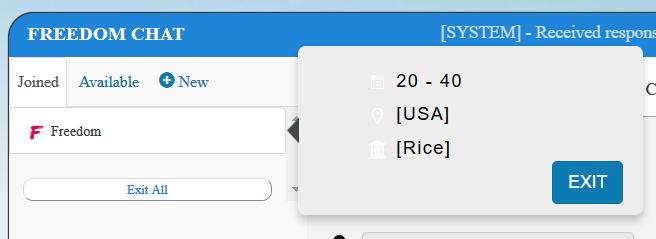 FREEDOM CHAT
[SYSTEM] - Received respons
Joined Available New
Freedom
Exit All
20 - 40
[USA]
[Rice]
EXIT
C